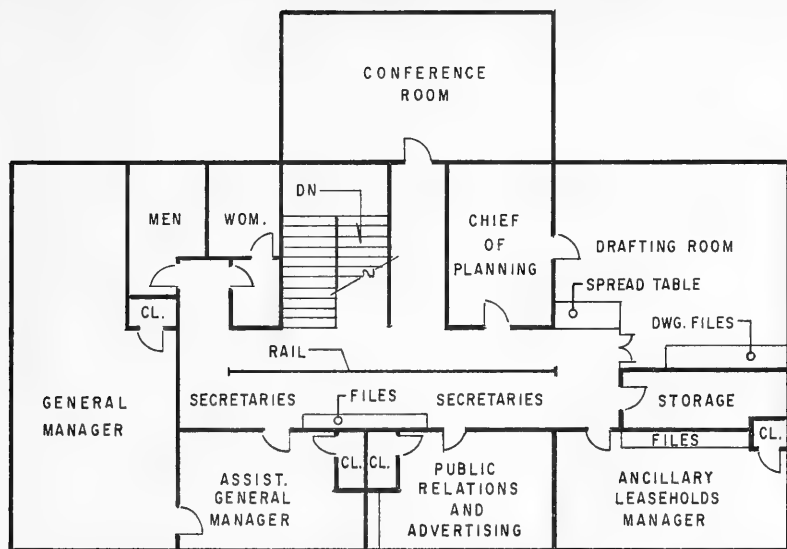 CONFERENCE
ROOM
DN
MEN
WOM.
CHIEF
OF
PLANNING
DRAFTING ROOM
SPREAD TABLE
CL.
DWG. FILES
RAIL
GENERAL
MANAGER
SECRETARIES
FILES
SECRETARIES
STORAGE
FILES
CL.
ASSIST.
GENERAL
MANAGER
CL.
CL.
PUBLIC
RELATIONS
AND
ADVERTISING
ANCILLARY
LEASEHOLDS
MANAGER